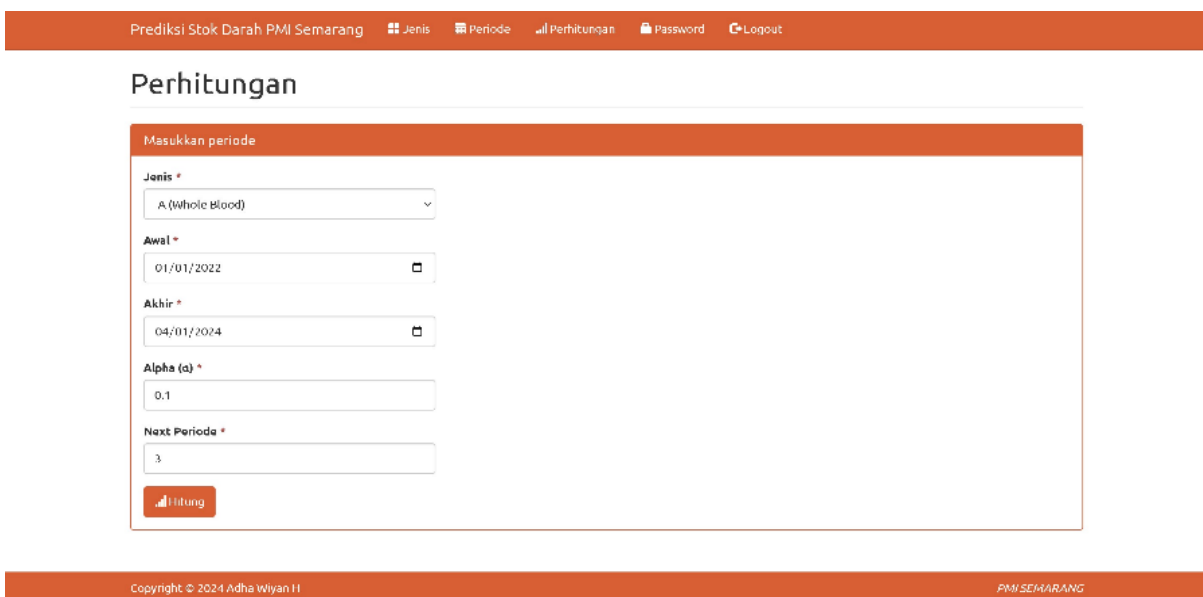 Prediksi Stok Darah PMI Semarang Jenis Periode Perhitungan Password Logout
Perhitungan
Masukkan periode
Jenis *
A (Whole Blood)
Awal *
01/01/2022
Akhir *
04/01/2024
Alpha (α) *
0.1
Next Periode *
3
Hitung
Copyright © 2024 Adha Wiyan H PMI SEMARANG